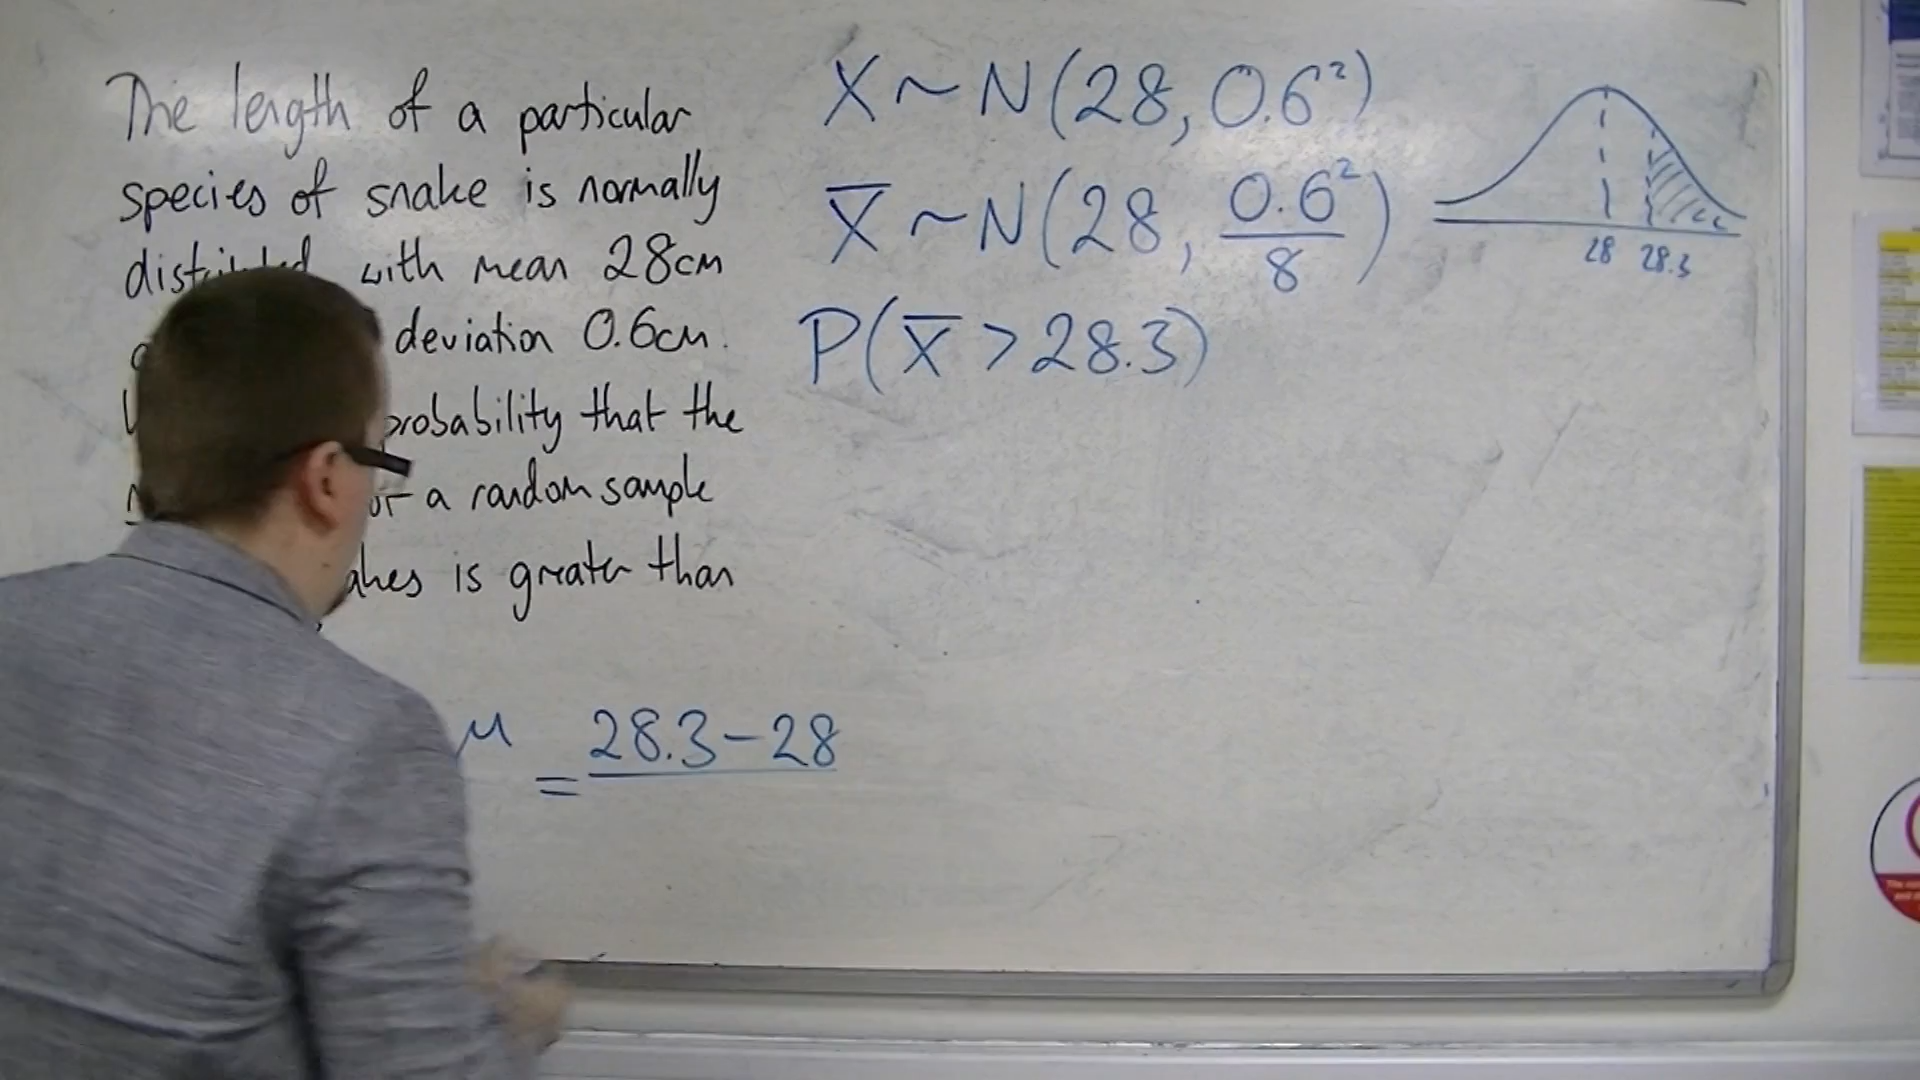 The length of a particular
species of snake is normally
with mean 28cm
deviation 0.6cm.
probability that the
a random sample
is greater than
X ~ N(28, 0.6²)
X̅ ~ N(28, 0.6²/8)
P(X̅ > 28.3)
28 28.3
μ = 28.3 - 28